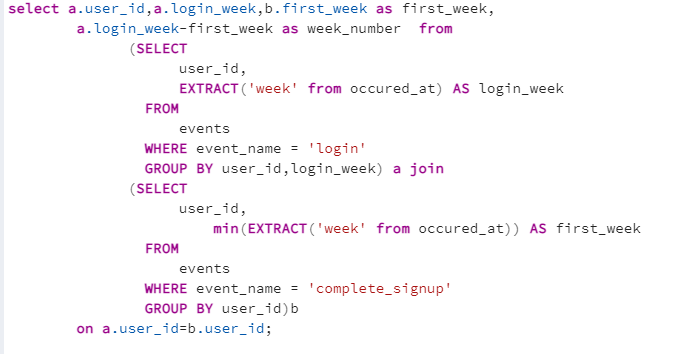 select a.user_id,a.login_week,b.first_week as first_week,
a.login_week-first_week as week_number  from
(SELECT
user_id,
EXTRACT('week' from occured_at) AS login_week
FROM
events
WHERE event_name = 'login'
GROUP BY user_id,login_week) a join
(SELECT
user_id,
min(EXTRACT('week' from occured_at)) AS first_week
FROM
events
WHERE event_name = 'complete_signup'
GROUP BY user_id)b
on a.user_id=b.user_id;